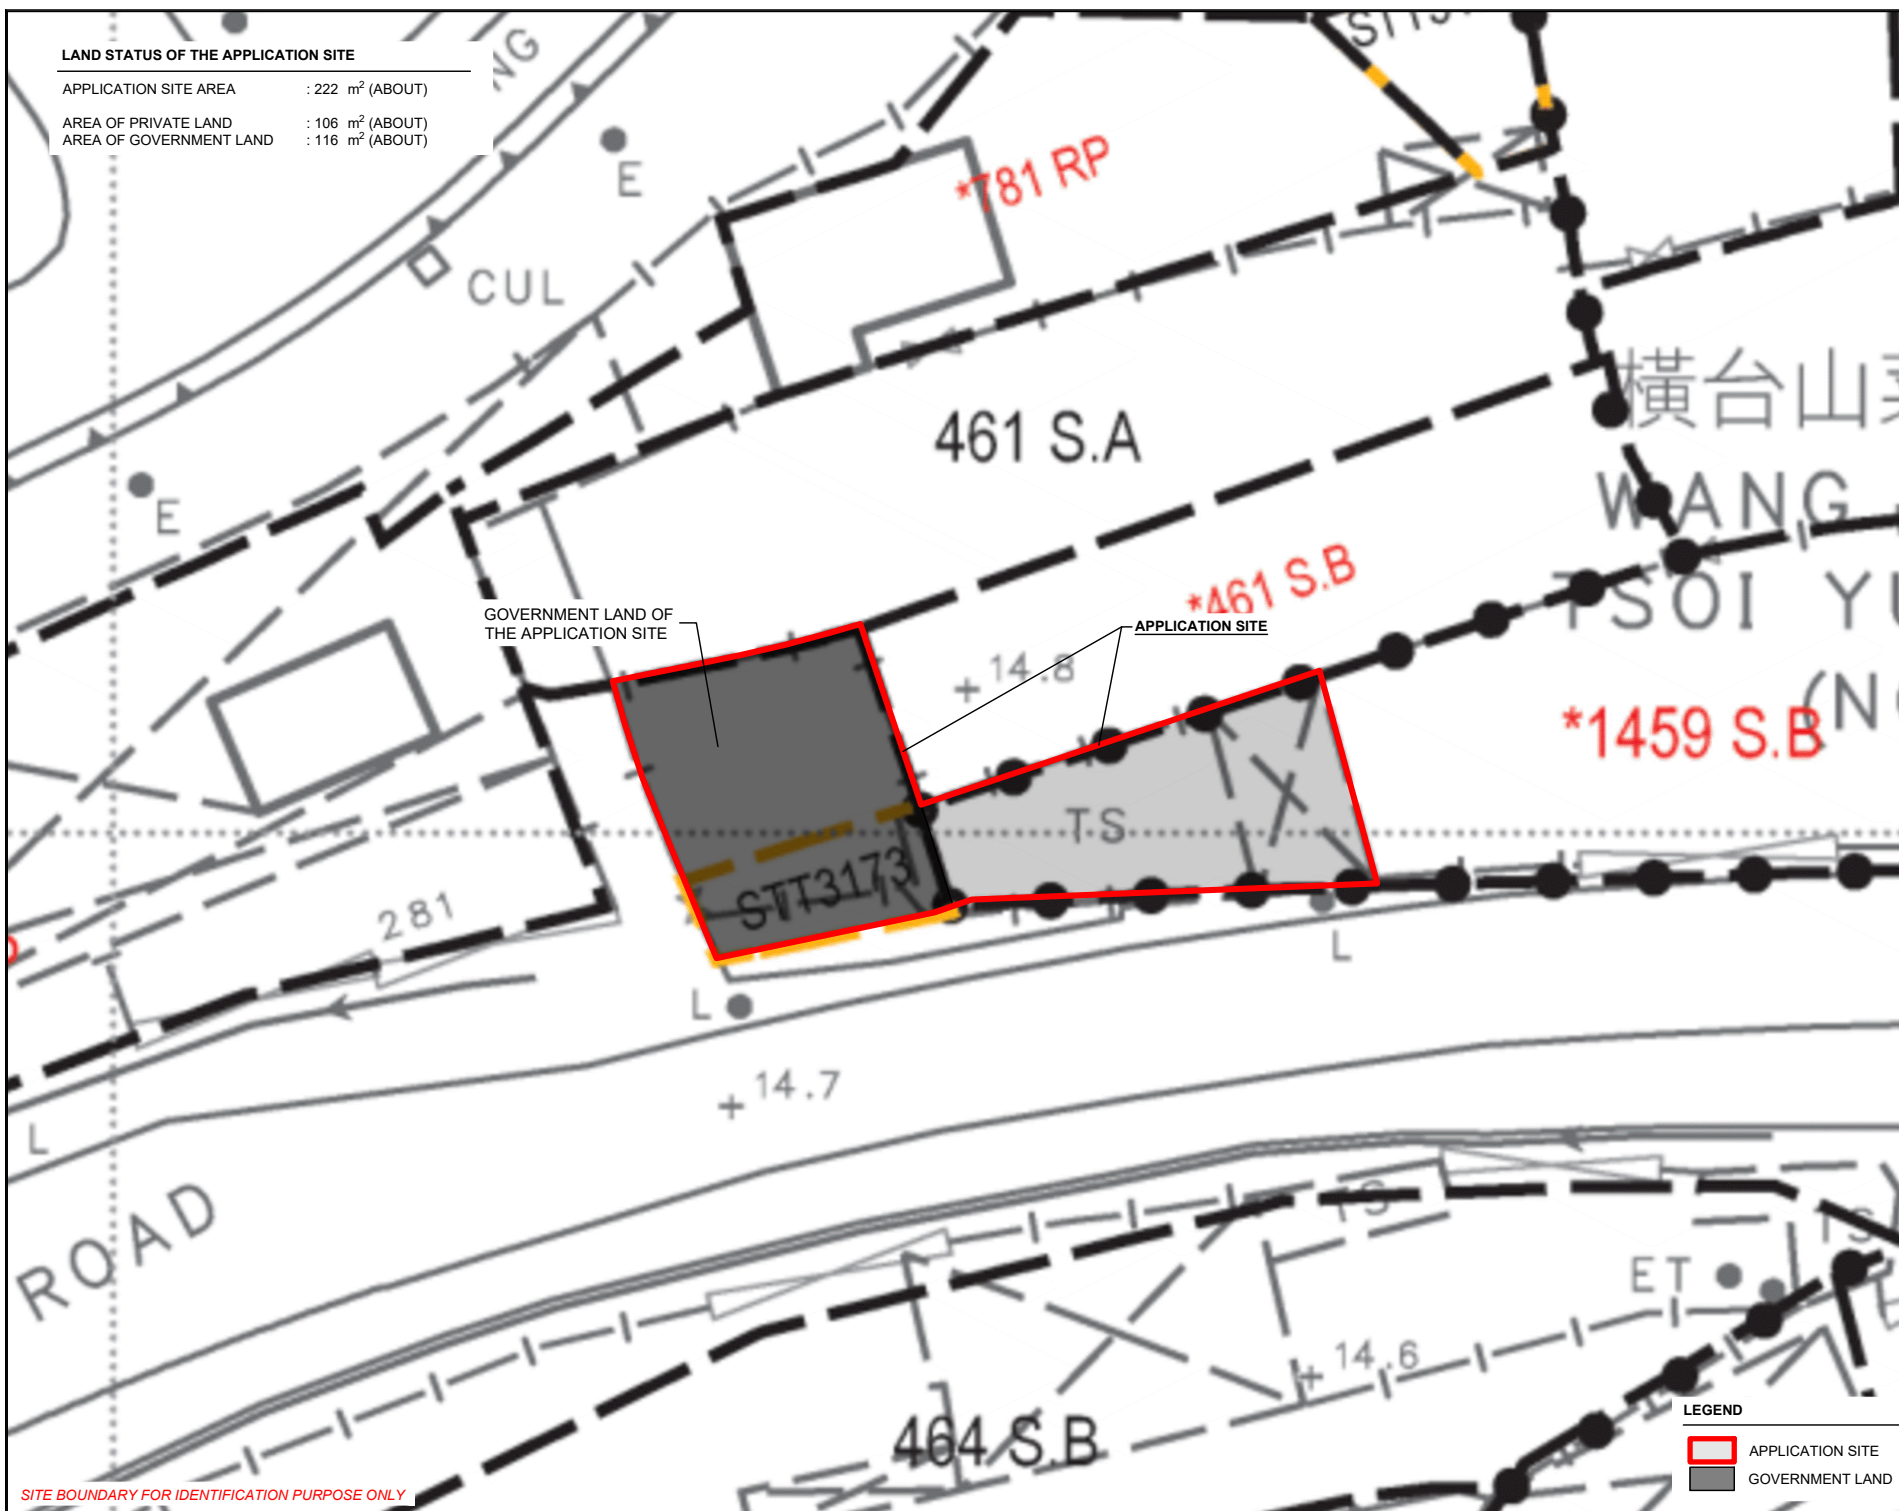 LAND STATUS OF THE APPLICATION SITE
APPLICATION SITE AREA : 222 m² (ABOUT)
AREA OF PRIVATE LAND : 106 m² (ABOUT)
AREA OF GOVERNMENT LAND : 116 m² (ABOUT)
NG
E
CUL
*781 RP
461 S.A
橫台山
WANG
E
*461 S.B
TSOI YU
GOVERNMENT LAND OF
THE APPLICATION SITE
APPLICATION SITE
14.8
*1459 S.B
(N
TS
STT3173
281
L
L
14.7
L
ROAD
TS
TS
ET
14.6
464 S.B
LEGEND
APPLICATION SITE
GOVERNMENT LAND
SITE BOUNDARY FOR IDENTIFICATION PURPOSE ONLY